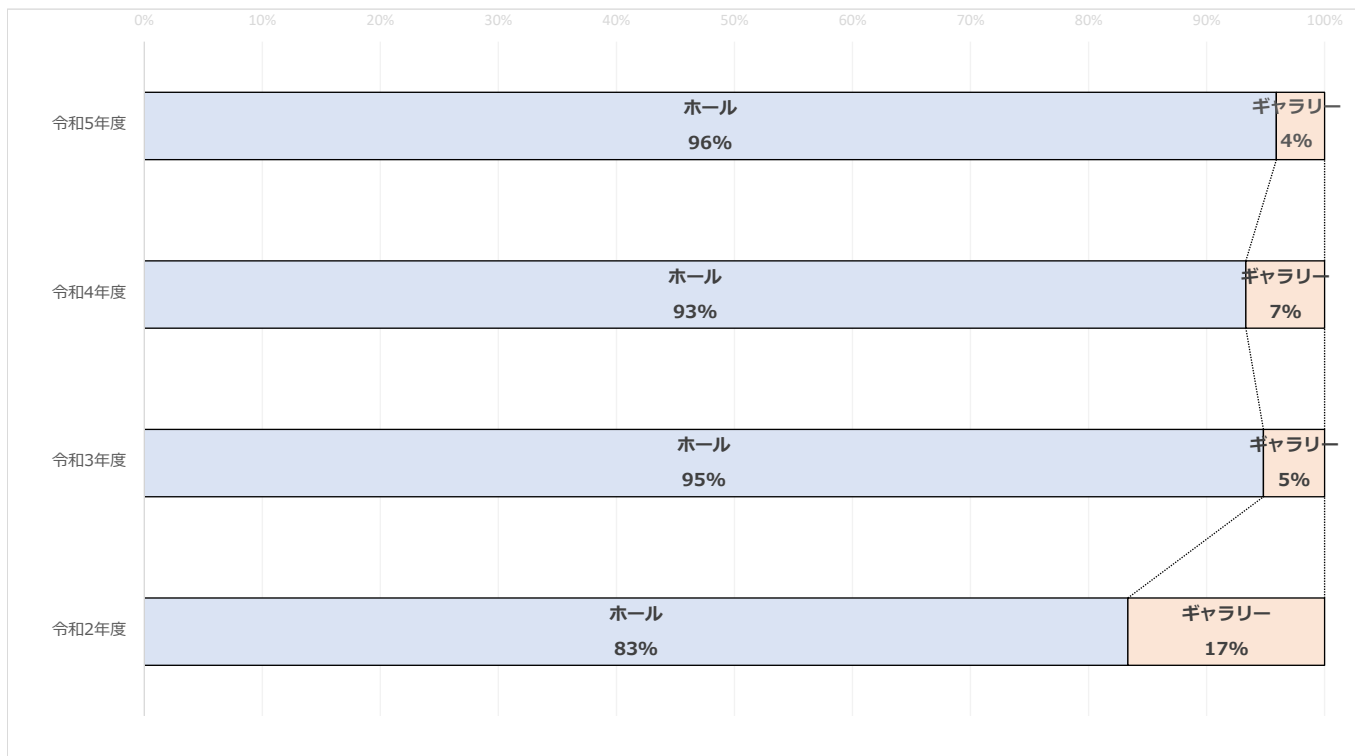 0% 10% 20% 30% 40% 50% 60% 70% 80% 90% 100%
令和5年度
ホール
96%
ギャラリー
4%
令和4年度
ホール
93%
ギャラリー
7%
令和3年度
ホール
95%
ギャラリー
5%
令和2年度
ホール
83%
ギャラリー
17%